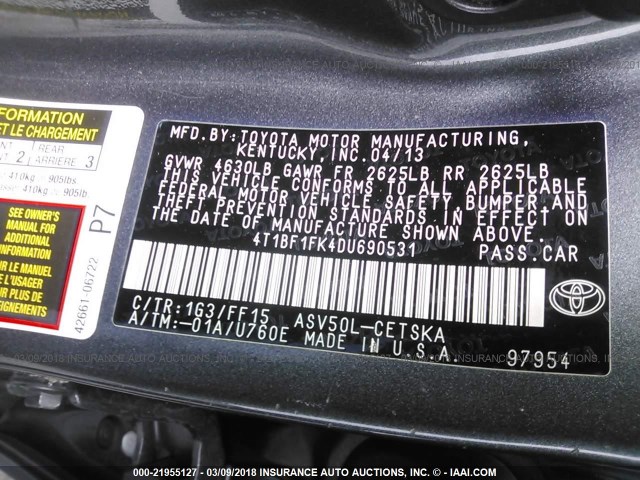 FORMATION
ET LE CHARGEMENT
NT 2 REAR ARRIERE 3
410kg 905lbs
410kg 905lb
SEE OWNER'S
MANUAL FOR
ADDITIONAL
INFORMATION
R LE MANUEL
E
SEIGNEMENTS
P7
42661-06722
MFD.BY:TOYOTA MOTOR MANUFACTURING,
KENTUCKY, INC. 04/13
GVWR 4630LB GAWR FR 2625LB RR 2625LB
THIS VEHICLE CONFORMS TO ALL APPLICABLE
FEDERAL MOTOR VEHICLE SAFETY, BUMPER, AND
THEFT PREVENTION STANDARDS IN EFFECT ON
THE DATE OF MANUFACTURE SHOWN ABOVE.
4T1BF1FK4DU690531 PASS.CAR
C/TR:1G3/FF15 ASV50L-CETSKA
A/TM:-01A/U760E MADE IN U.S.A. 97954
000-21955127 - 03/09/2018 - INSURANCE AUTO AUCTIONS, INC. - © - IAAI.COM